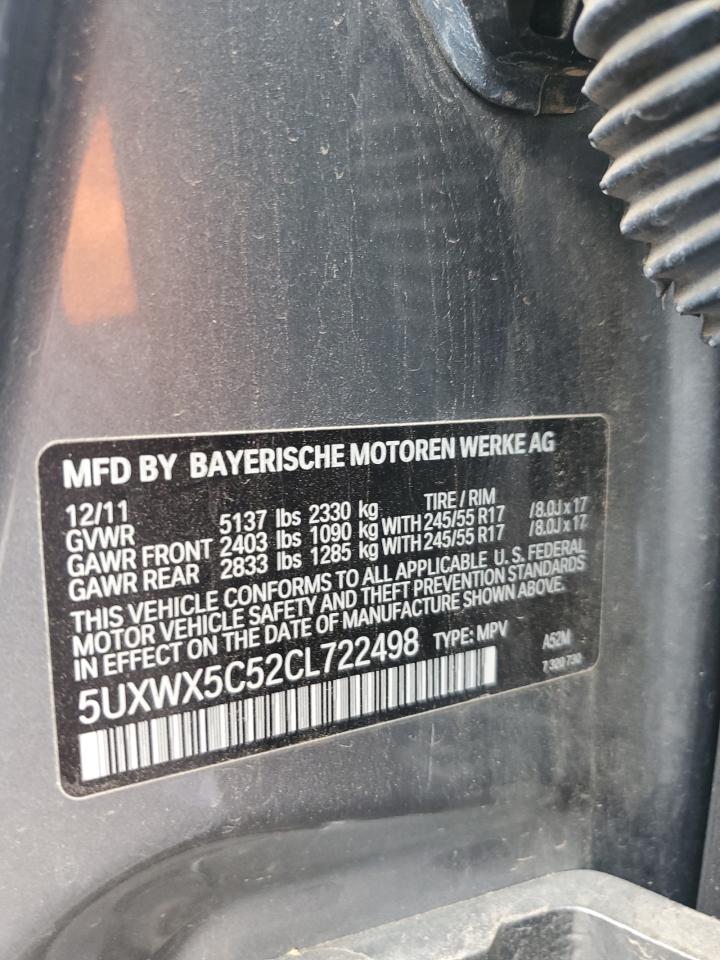 MFD BY BAYERISCHE MOTOREN WERKE AG
12/11 TIRE / RIM
GVWR 5137 lbs 2330 kg
GAWR FRONT 2403 lbs 1090 kg WITH 245/55 R17 /8.0J x 17
GAWR REAR 2833 lbs 1285 kg WITH 245/55 R17 /8.0J x 17
THIS VEHICLE CONFORMS TO ALL APPLICABLE U. S. FEDERAL
MOTOR VEHICLE SAFETY AND THEFT PREVENTION STANDARDS
IN EFFECT ON THE DATE OF MANUFACTURE SHOWN ABOVE.
5UXWX5C52CL722498 TYPE: MPV A52M
7 320 730